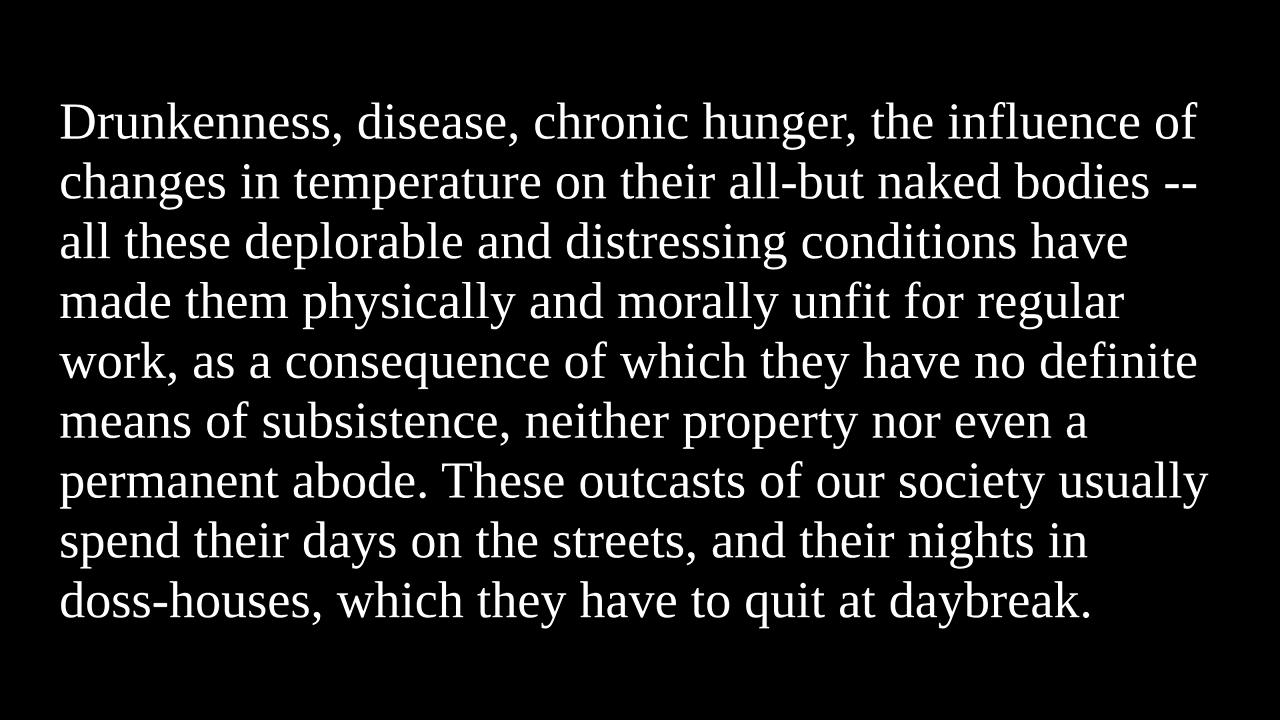 Drunkenness, disease, chronic hunger, the influence of
changes in temperature on their all-but naked bodies --
all these deplorable and distressing conditions have
made them physically and morally unfit for regular
work, as a consequence of which they have no definite
means of subsistence, neither property nor even a
permanent abode. These outcasts of our society usually
spend their days on the streets, and their nights in
doss-houses, which they have to quit at daybreak.